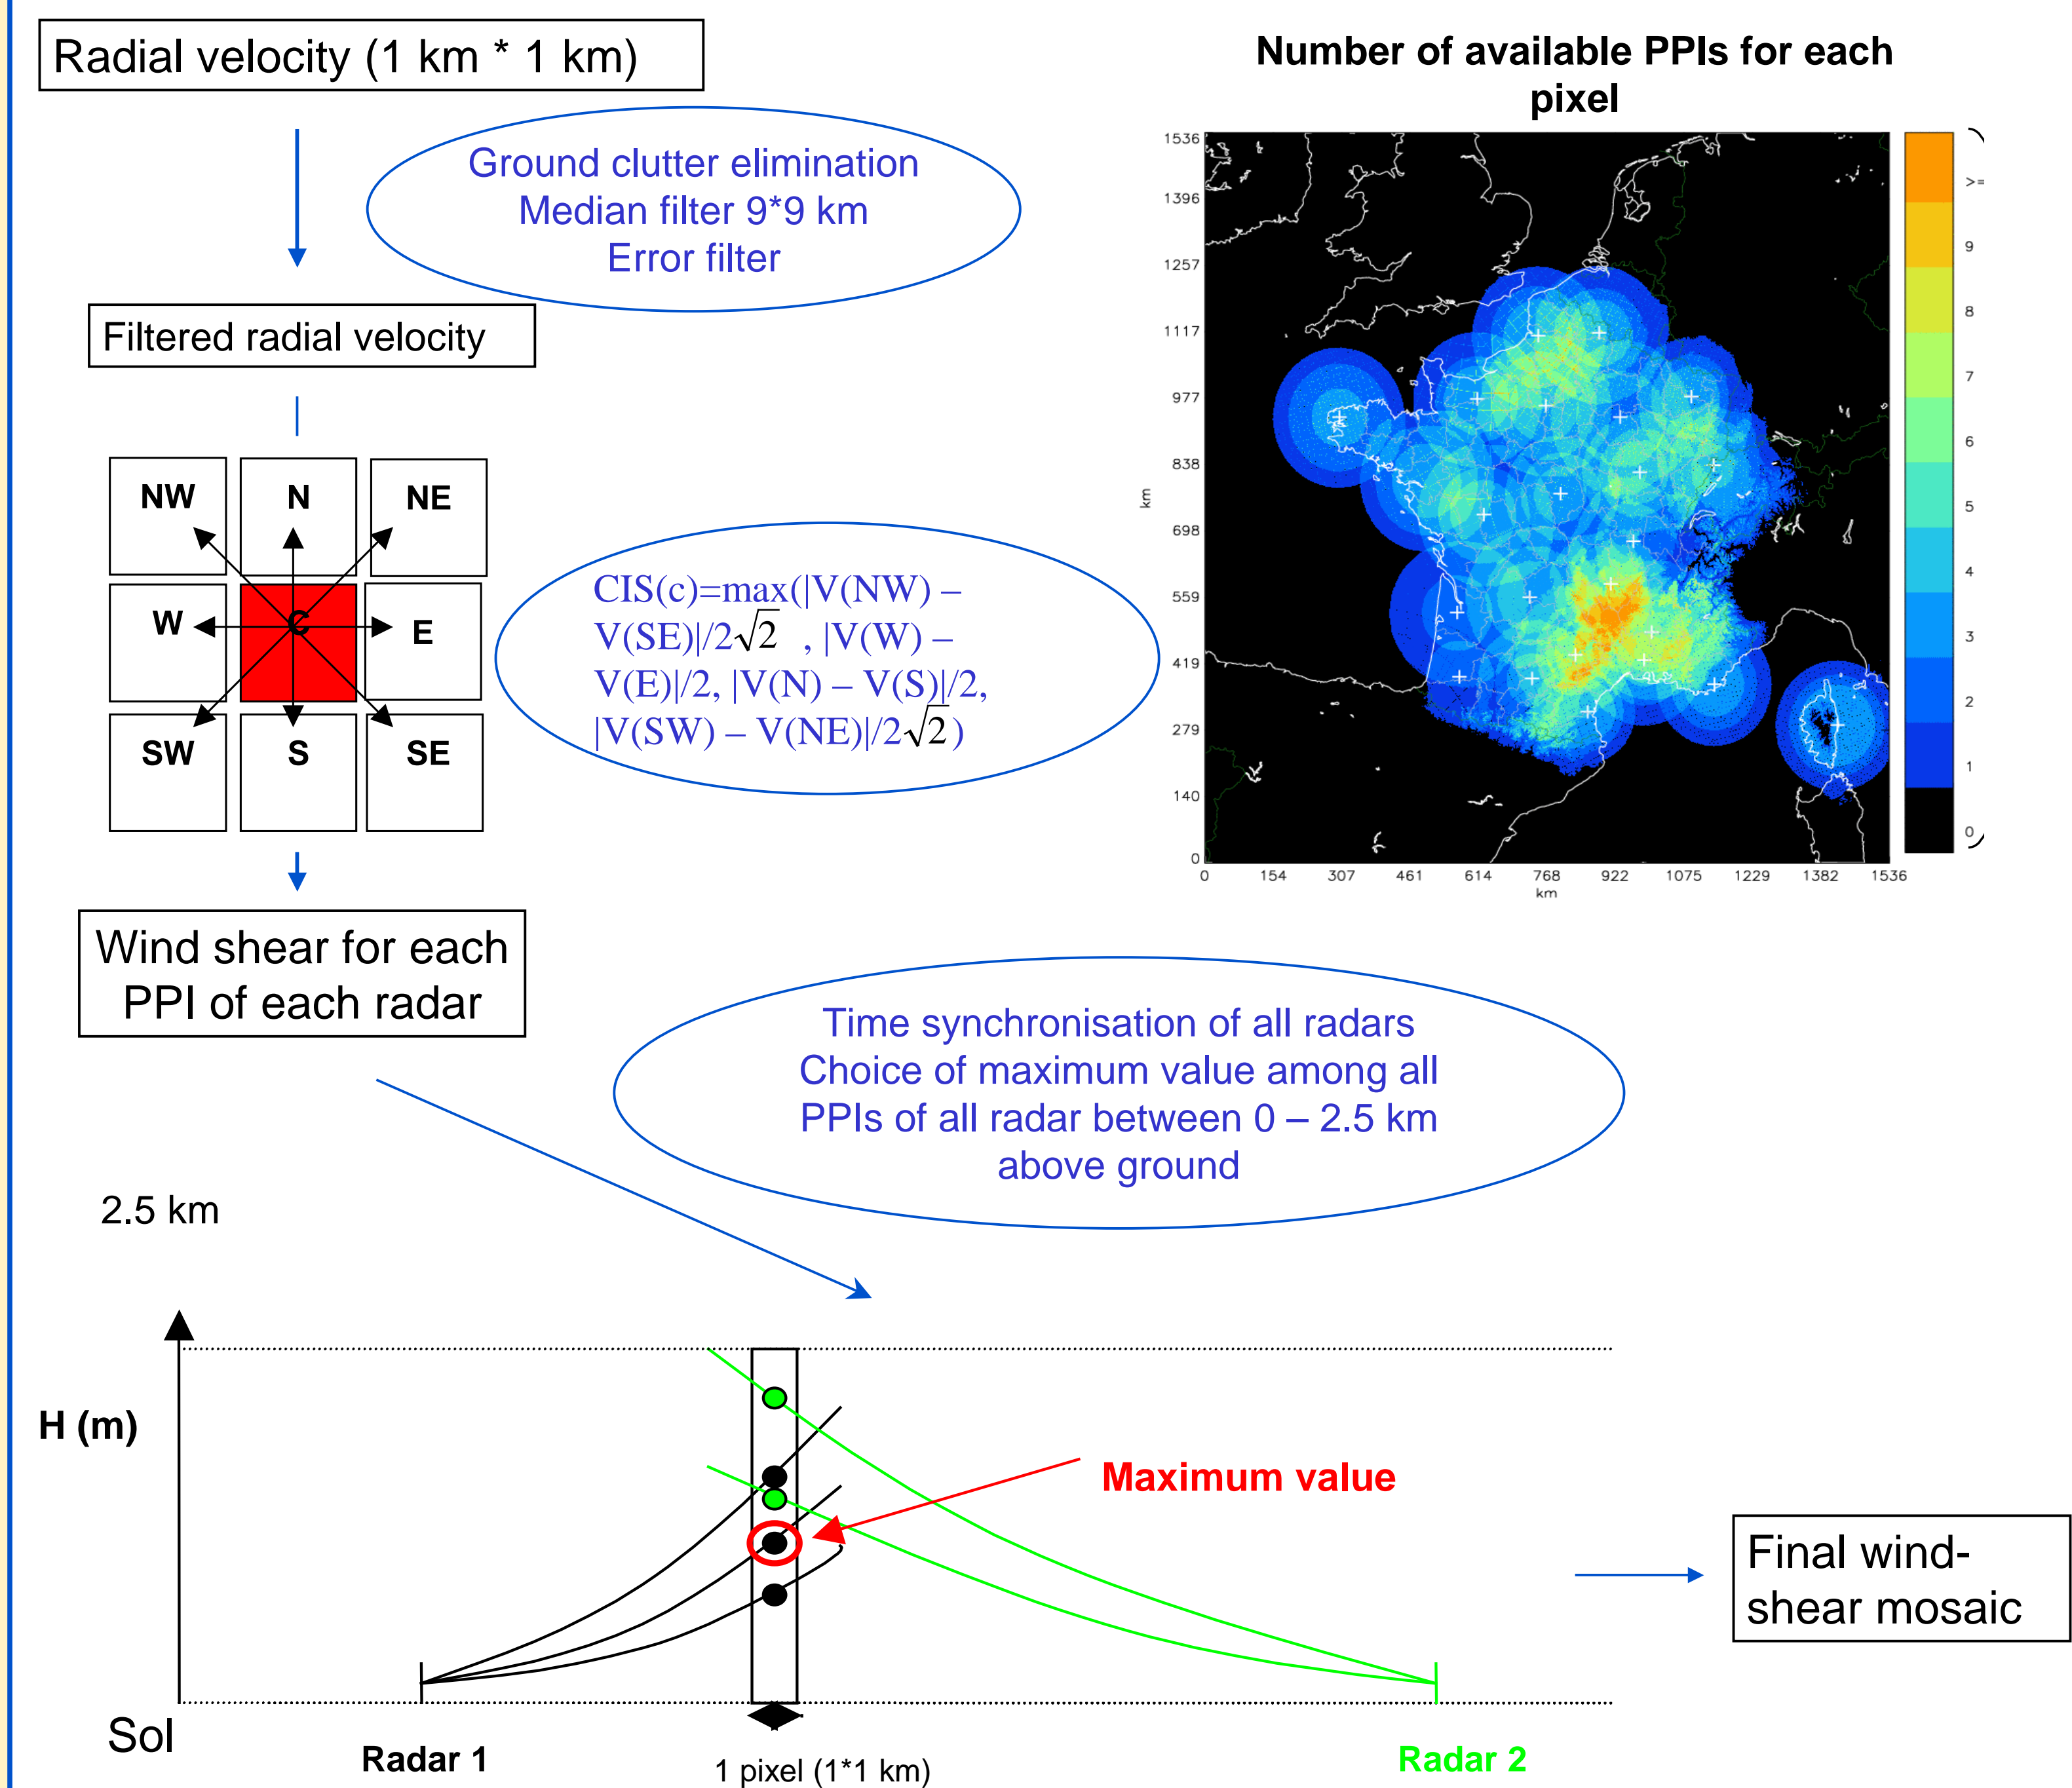 Radial velocity (1 km * 1 km)
Ground clutter elimination
Median filter 9*9 km
Error filter
Filtered radial velocity
NW N NE
W C E
SW S SE
CIS(c)=max(|V(NW) –
V(SE)|/2√2 , |V(W) –
V(E)|/2, |V(N) – V(S)|/2,
|V(SW) – V(NE)|/2√2)
Wind shear for each
PPI of each radar
Number of available PPIs for each
pixel
1536
1396
1257
1117
977
838
698
559
419
279
140
0
km
0 154 307 461 614 768 922 1075 1229 1382 1536
km
>=
9
8
7
6
5
4
3
2
1
0
Time synchronisation of all radars
Choice of maximum value among all
PPIs of all radar between 0 – 2.5 km
above ground
2.5 km
H (m)
Maximum value
Final wind-
shear mosaic
Sol
Radar 1
1 pixel (1*1 km)
Radar 2